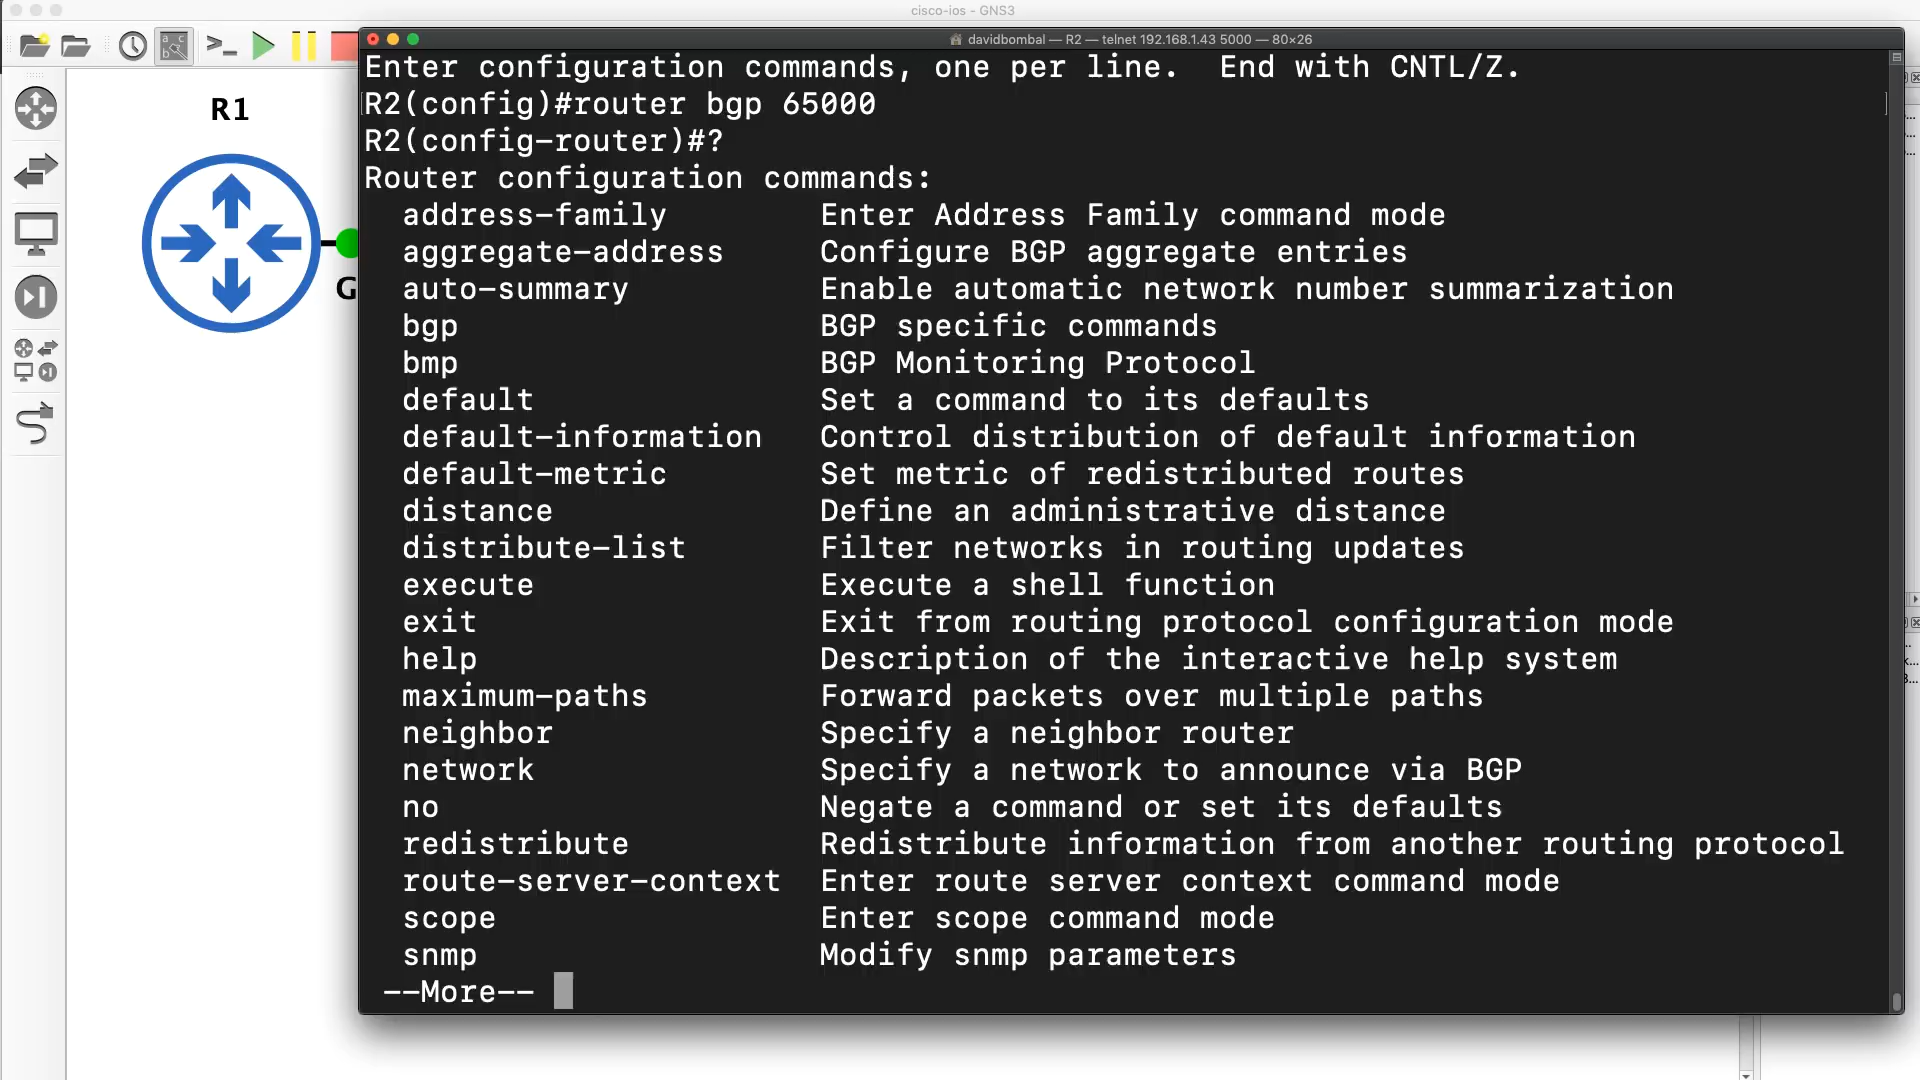 cisco-ios - GNS3
davidbombal — R2 — telnet 192.168.1.43 5000 — 80×26
R1
G
Enter configuration commands, one per line.  End with CNTL/Z.
R2(config)#router bgp 65000
R2(config-router)#?
Router configuration commands:
address-family Enter Address Family command mode
aggregate-address Configure BGP aggregate entries
auto-summary Enable automatic network number summarization
bgp BGP specific commands
bmp BGP Monitoring Protocol
default Set a command to its defaults
default-information Control distribution of default information
default-metric Set metric of redistributed routes
distance Define an administrative distance
distribute-list Filter networks in routing updates
execute Execute a shell function
exit Exit from routing protocol configuration mode
help Description of the interactive help system
maximum-paths Forward packets over multiple paths
neighbor Specify a neighbor router
network Specify a network to announce via BGP
no Negate a command or set its defaults
redistribute Redistribute information from another routing protocol
route-server-context Enter route server context command mode
scope Enter scope command mode
snmp Modify snmp parameters
--More--